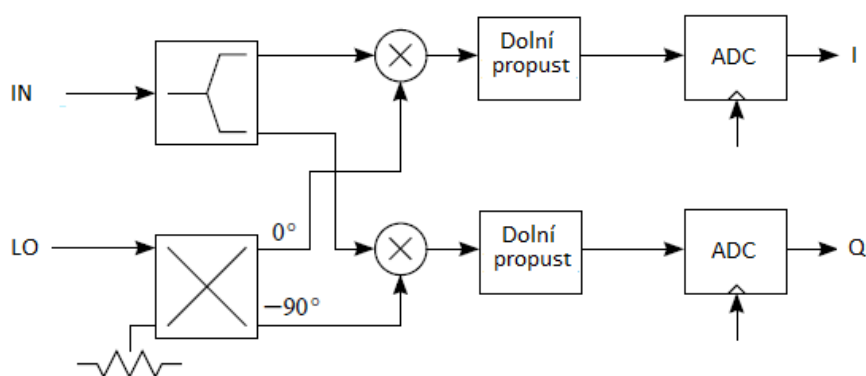 IN
Dolní
propust
ADC
I
LO
0°
−90°
Dolní
propust
ADC
Q